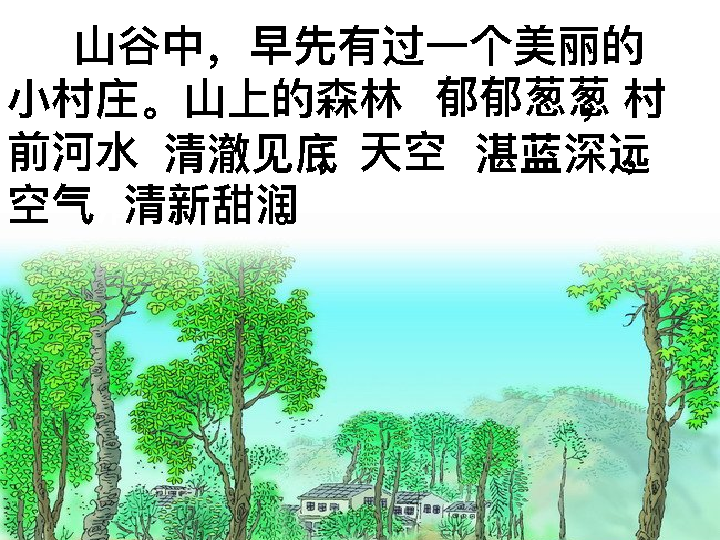 山谷中，早先有过一个美丽的
小村庄。山上的森林 郁郁葱葱，村
前河水 清澈见底，天空 湛蓝深远，
空气 清新甜润。